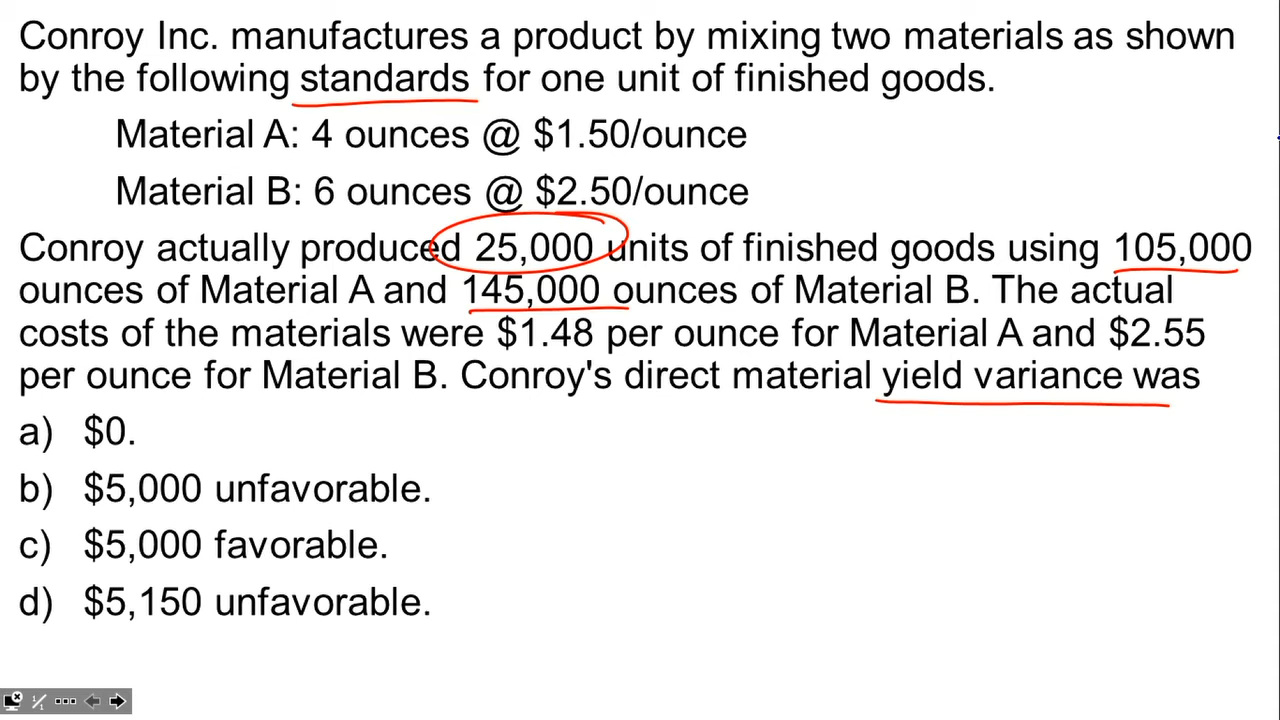 Conroy Inc. manufactures a product by mixing two materials as shown
by the following standards for one unit of finished goods.
Material A: 4 ounces @ $1.50/ounce
Material B: 6 ounces @ $2.50/ounce
Conroy actually produced 25,000 units of finished goods using 105,000
ounces of Material A and 145,000 ounces of Material B. The actual
costs of the materials were $1.48 per ounce for Material A and $2.55
per ounce for Material B. Conroy's direct material yield variance was
a) $0.
b) $5,000 unfavorable.
c) $5,000 favorable.
d) $5,150 unfavorable.
1/1